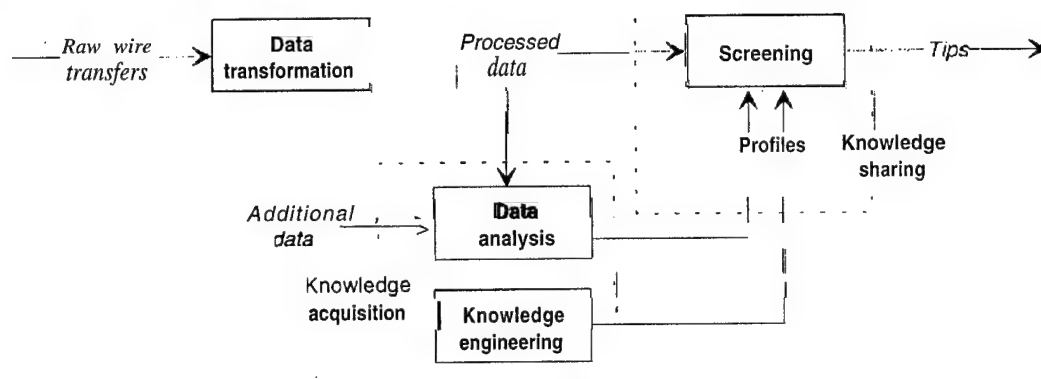 Raw wire
transfers
Data
transformation
Processed
data
Screening
Tips
Profiles
Knowledge
sharing
Additional
data
Data
analysis
Knowledge
acquisition
Knowledge
engineering